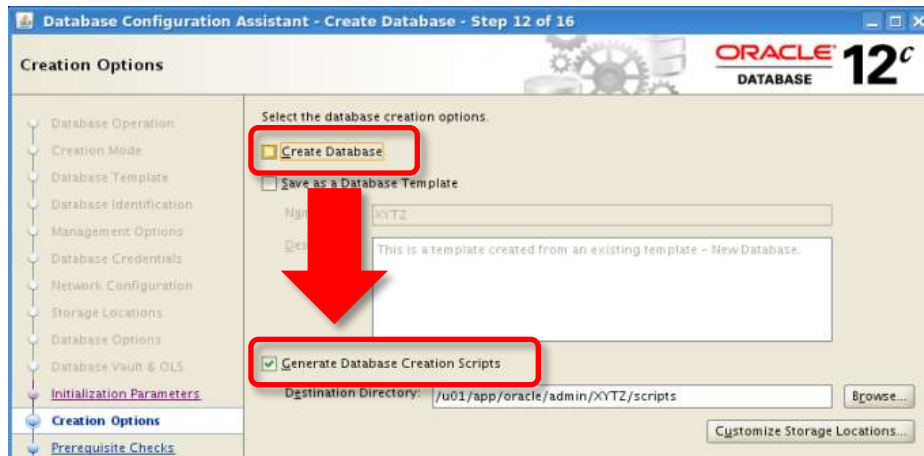 Database Configuration Assistant - Create Database - Step 12 of 16
Creation Options
ORACLE
DATABASE
12c
Database Operation
Creation Mode
Database Template
Database Identification
Management Options
Database Credentials
Network Configuration
Storage Locations
Database Options
Database Vault & OLS
Initialization Parameters
Creation Options
Prerequisite Checks
Select the database creation options.
Create Database
Save as a Database Template
XYTZ
This is a template created from an existing template - New Database.
Generate Database Creation Scripts
Destination Directory: /u01/app/oracle/admin/XYTZ/scripts Browse...
Customize Storage Locations...